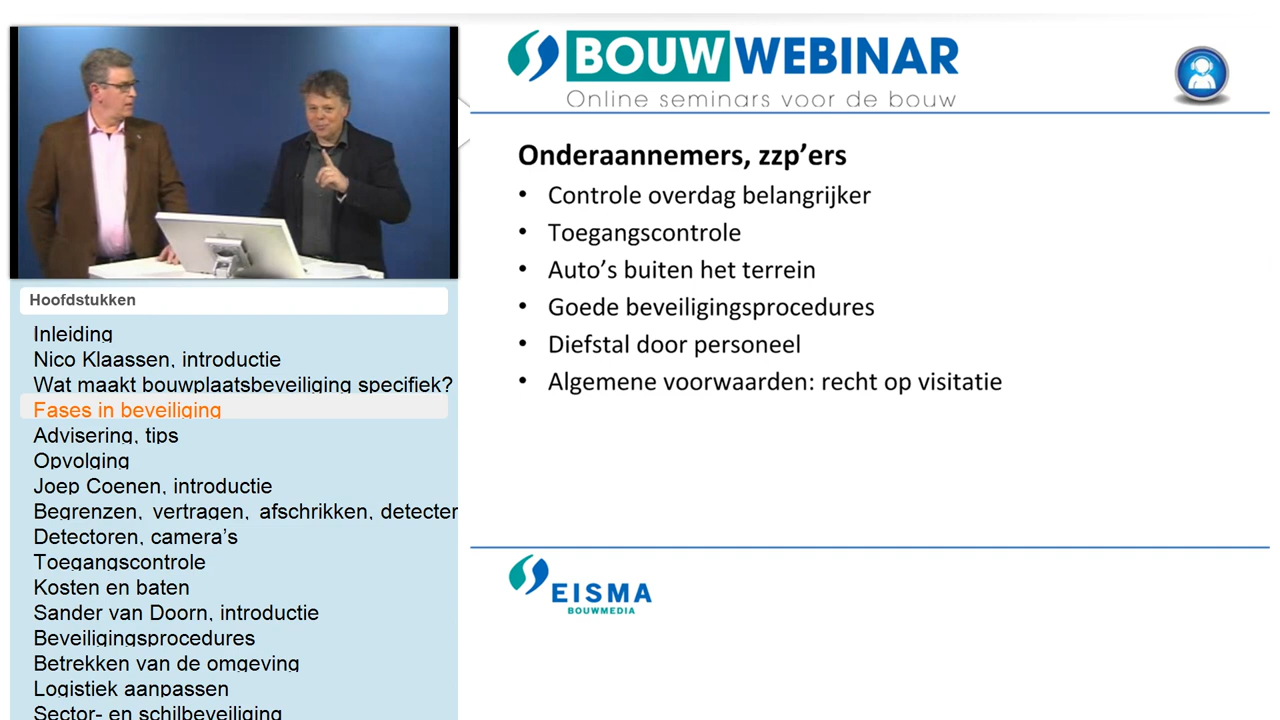 BOUWWEBINAR
Online seminars voor de bouw
Onderaannemers, zzp’ers
• Controle overdag belangrijker
• Toegangscontrole
• Auto’s buiten het terrein
• Goede beveiligingsprocedures
• Diefstal door personeel
• Algemene voorwaarden: recht op visitatie
EISMA
BOUWMEDIA
Hoofdstukken
Inleiding
Nico Klaassen, introductie
Wat maakt bouwplaatsbeveiliging specifiek?
Fases in beveiliging
Advisering, tips
Opvolging
Joep Coenen, introductie
Begrenzen, vertragen, afschrikken, detecter
Detectoren, camera’s
Toegangscontrole
Kosten en baten
Sander van Doorn, introductie
Beveiligingsprocedures
Betrekken van de omgeving
Logistiek aanpassen
Sector- en schilbeveiliging